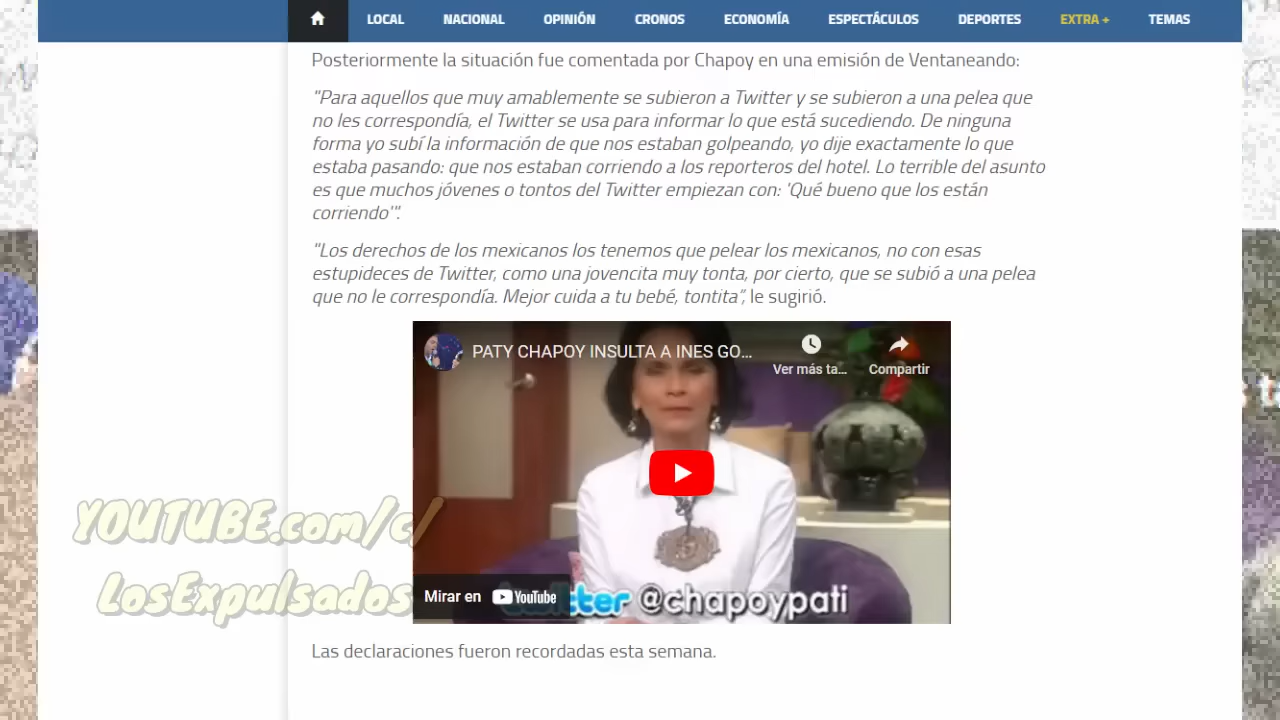 LOCAL NACIONAL OPINIÓN CRONOS ECONOMÍA ESPECTÁCULOS DEPORTES EXTRA + TEMAS
Posteriormente la situación fue comentada por Chapoy en una emisión de Ventaneando:
"Para aquellos que muy amablemente se subieron a Twitter y se subieron a una pelea que
no les correspondía, el Twitter se usa para informar lo que está sucediendo. De ninguna
forma yo subí la información de que nos estaban golpeando, yo dije exactamente lo que
estaba pasando: que nos estaban corriendo a los reporteros del hotel. Lo terrible del asunto
es que muchos jóvenes o tontos del Twitter empiezan con: 'Qué bueno que los están
corriendo'".
"Los derechos de los mexicanos los tenemos que pelear los mexicanos, no con esas
estupideces de Twitter, como una jovencita muy tonta, por cierto, que se subió a una pelea
que no le correspondía. Mejor cuida a tu bebé, tontita”, le sugirió.
PATY CHAPOY INSULTA A INES GO...
Ver más ta... Compartir
YOUTUBE.com/c/
LosExpulsados
Mirar en YouTube
twitter @chapoypati
Las declaraciones fueron recordadas esta semana.